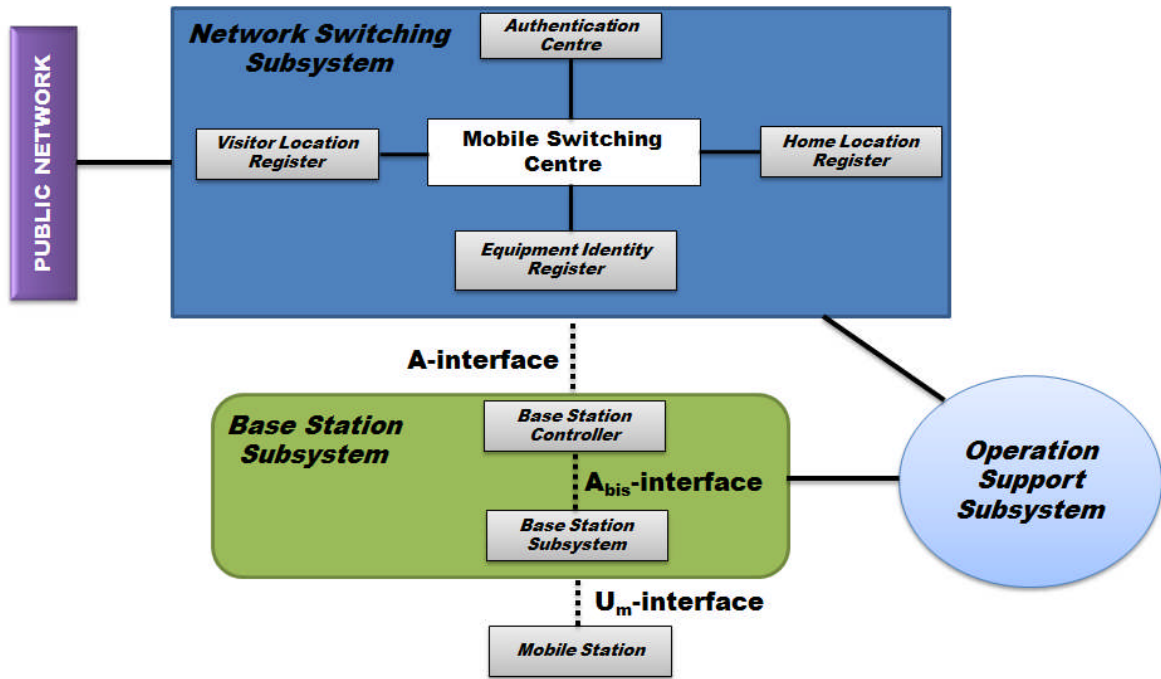 PUBLIC NETWORK
Network Switching
Subsystem
Authentication
Centre
Visitor Location
Register
Mobile Switching
Centre
Home Location
Register
Equipment Identity
Register
A-interface
Base Station
Subsystem
Base Station
Controller
Abis-interface
Base Station
Subsystem
Operation
Support
Subsystem
Um-interface
Mobile Station